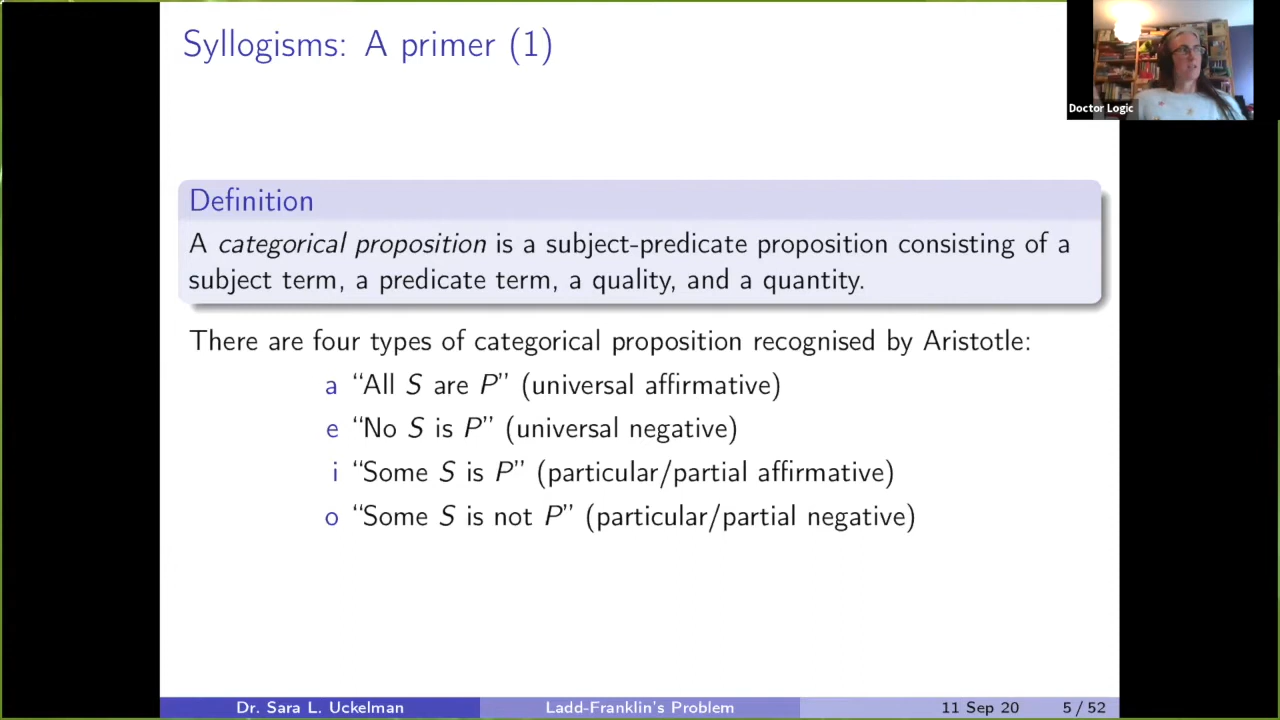 Syllogisms: A primer (1)
Doctor Logic
Definition
A categorical proposition is a subject-predicate proposition consisting of a
subject term, a predicate term, a quality, and a quantity.
There are four types of categorical proposition recognised by Aristotle:
a “All S are P” (universal affirmative)
e “No S is P” (universal negative)
i “Some S is P” (particular/partial affirmative)
o “Some S is not P” (particular/partial negative)
Dr. Sara L. Uckelman Ladd-Franklin's Problem 11 Sep 20 5 / 52